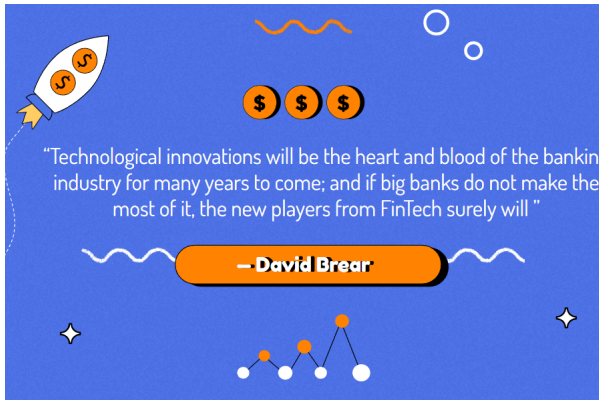 $ $ $
$ $
“Technological innovations will be the heart and blood of the bankin
industry for many years to come; and if big banks do not make the
most of it, the new players from FinTech surely will ”
— David Brear